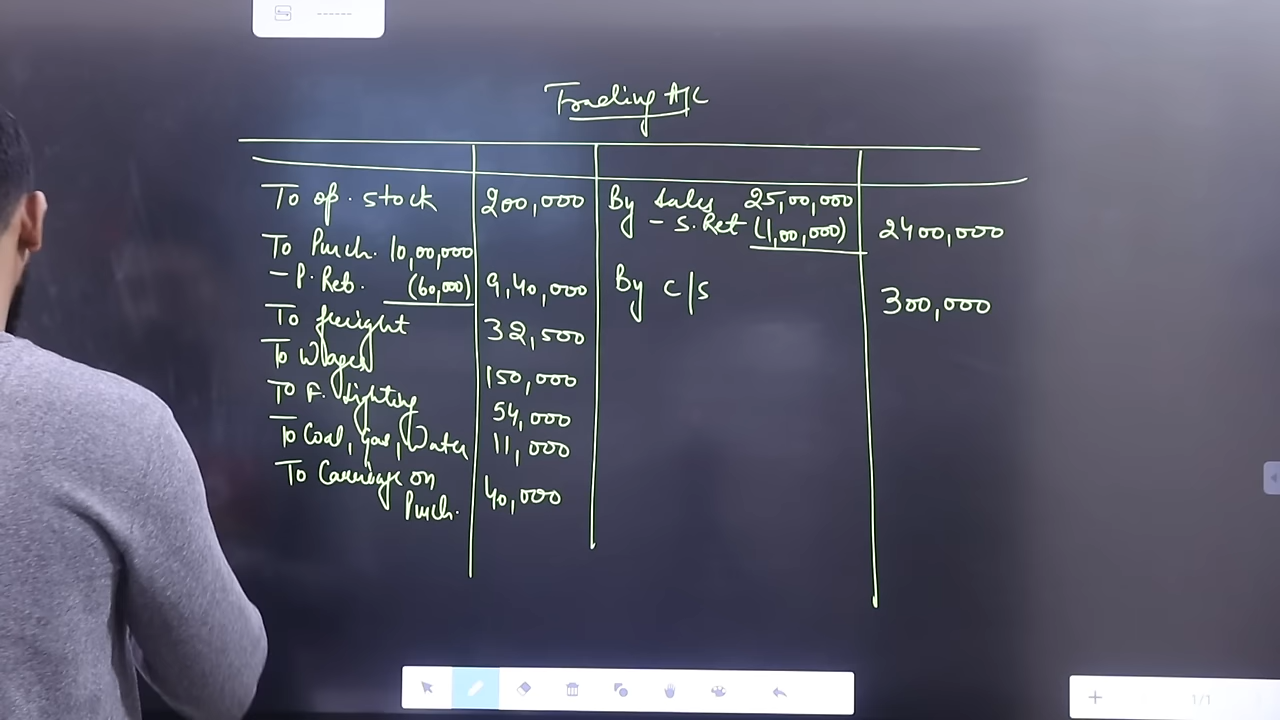 Trading A/C
To op. stock 200,000 By Sales 25,00,000
- S. Ret (1,00,000) 2400,000
To Purch. 10,00,000
- P. Ret. (60,000) 9,40,000 By c/s 300,000
To freight 32,500
To Wages 150,000
To F. Lighting 54,000
To Coal, Gas, Water 11,000
To Carriage on
Purch. 40,000
1/1